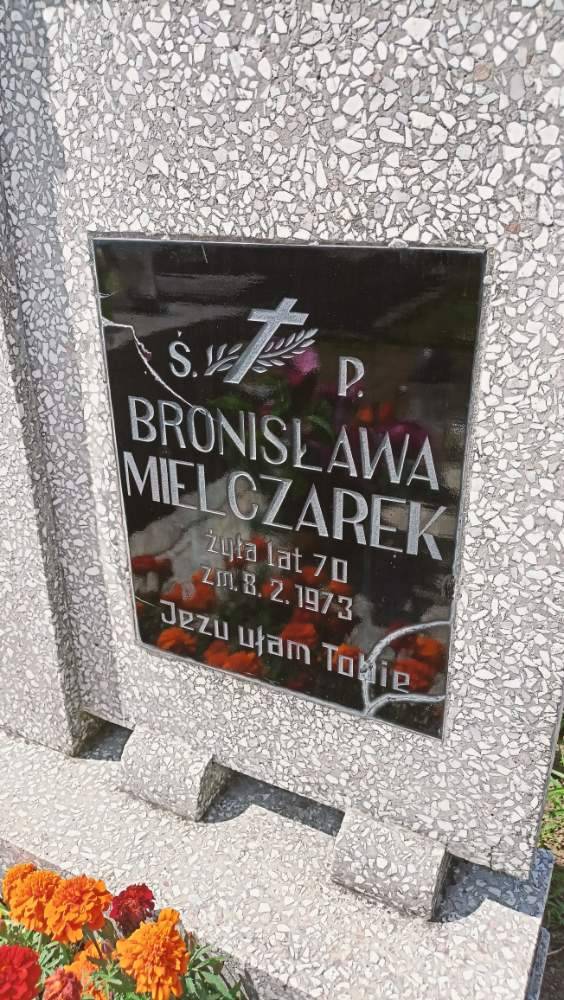 Ś. P.
BRONISŁAWA
MIELCZAREK
żyła lat 70
zm. 8. 2. 1973
Jezu ufam Tobie